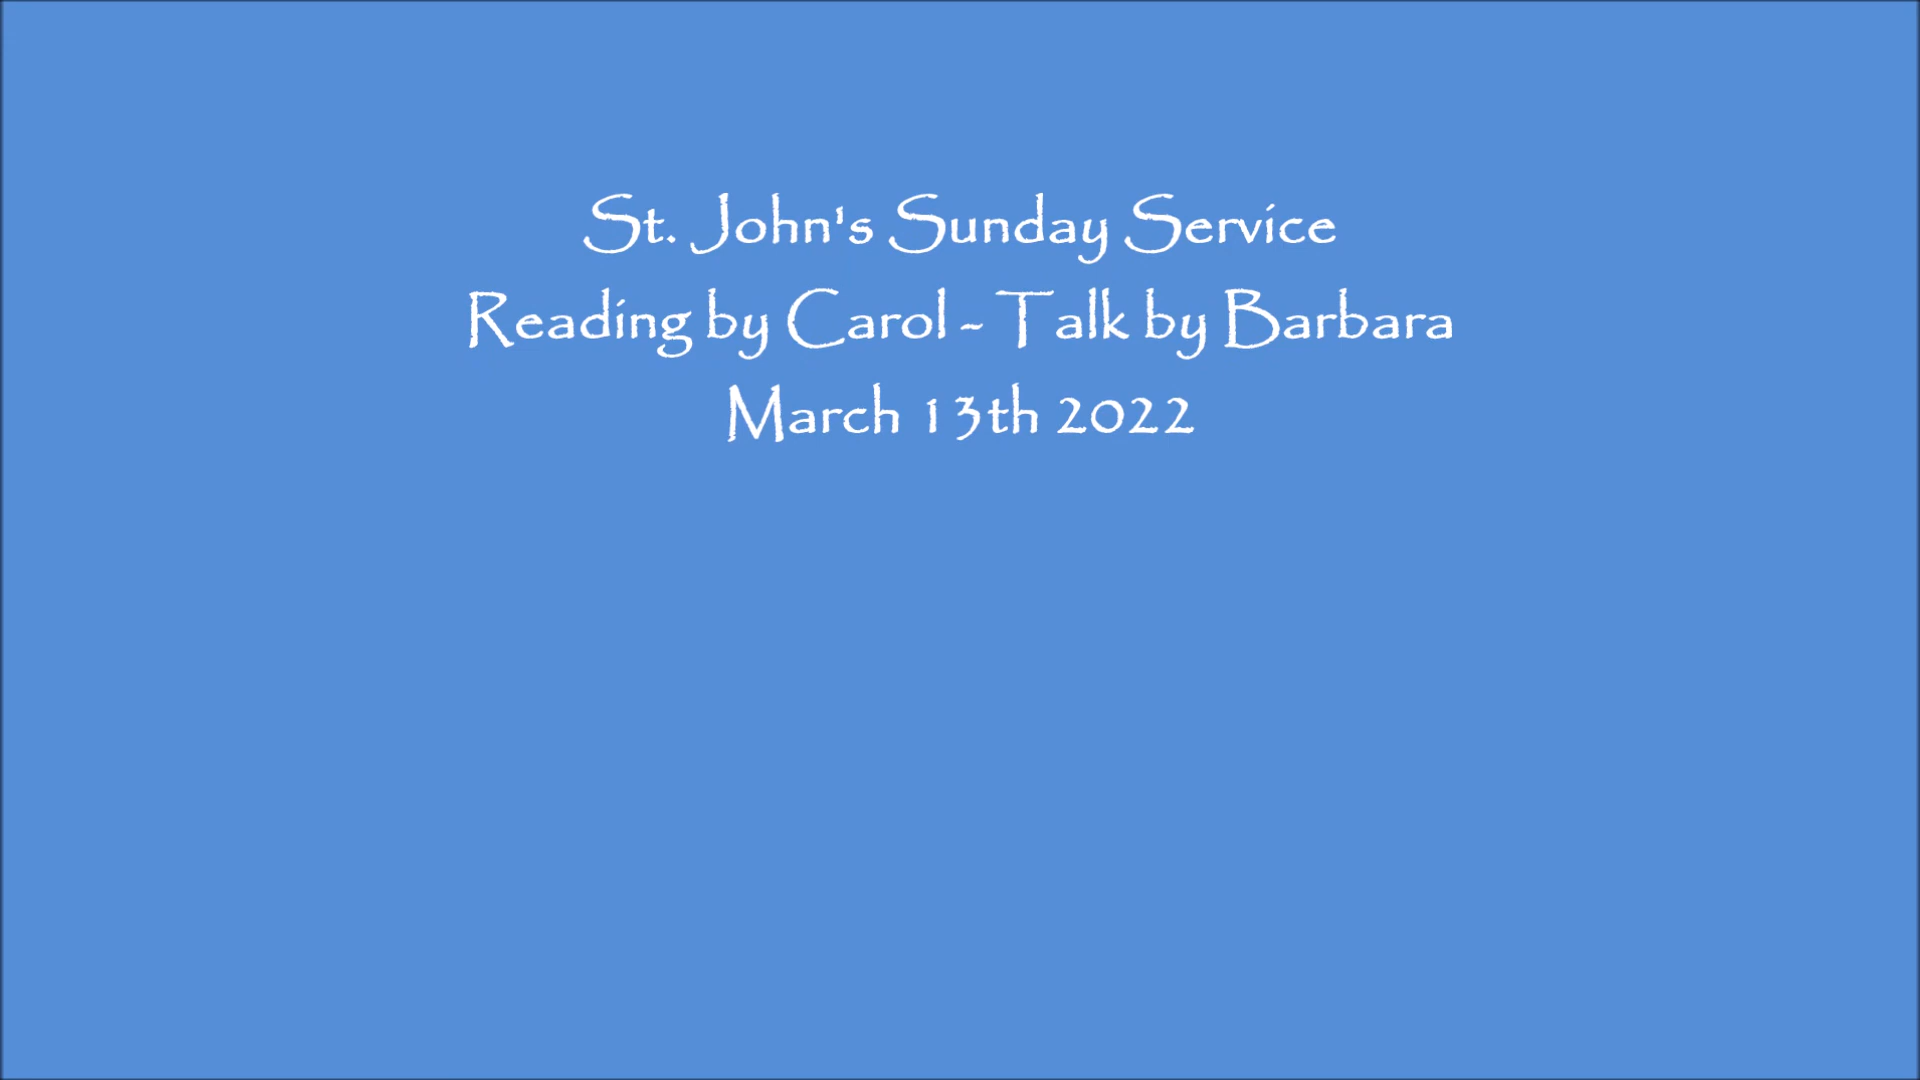 St. John's Sunday Service
Reading by Carol - Talk by Barbara
March 13th 2022